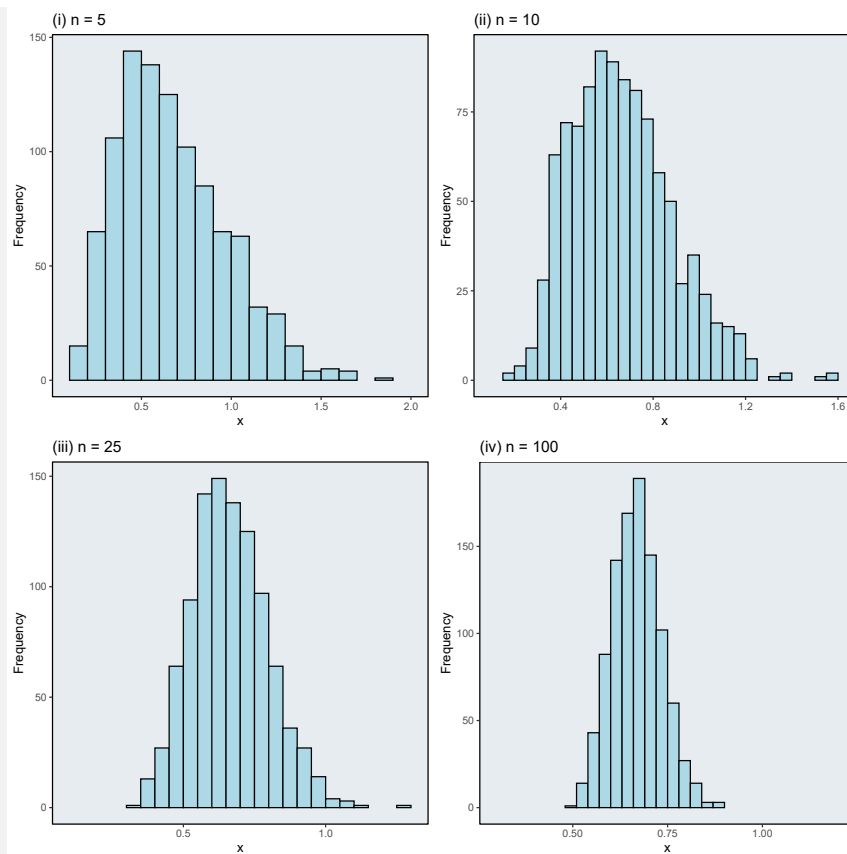 (i) n = 5
150
100
50
0
Frequency
0.5 1.0 1.5 2.0
x
(ii) n = 10
75
50
25
0
Frequency
0.4 0.8 1.2 1.6
x
(iii) n = 25
150
100
50
0
Frequency
0.5 1.0
x
(iv) n = 100
150
100
50
0
Frequency
0.50 0.75 1.00
x